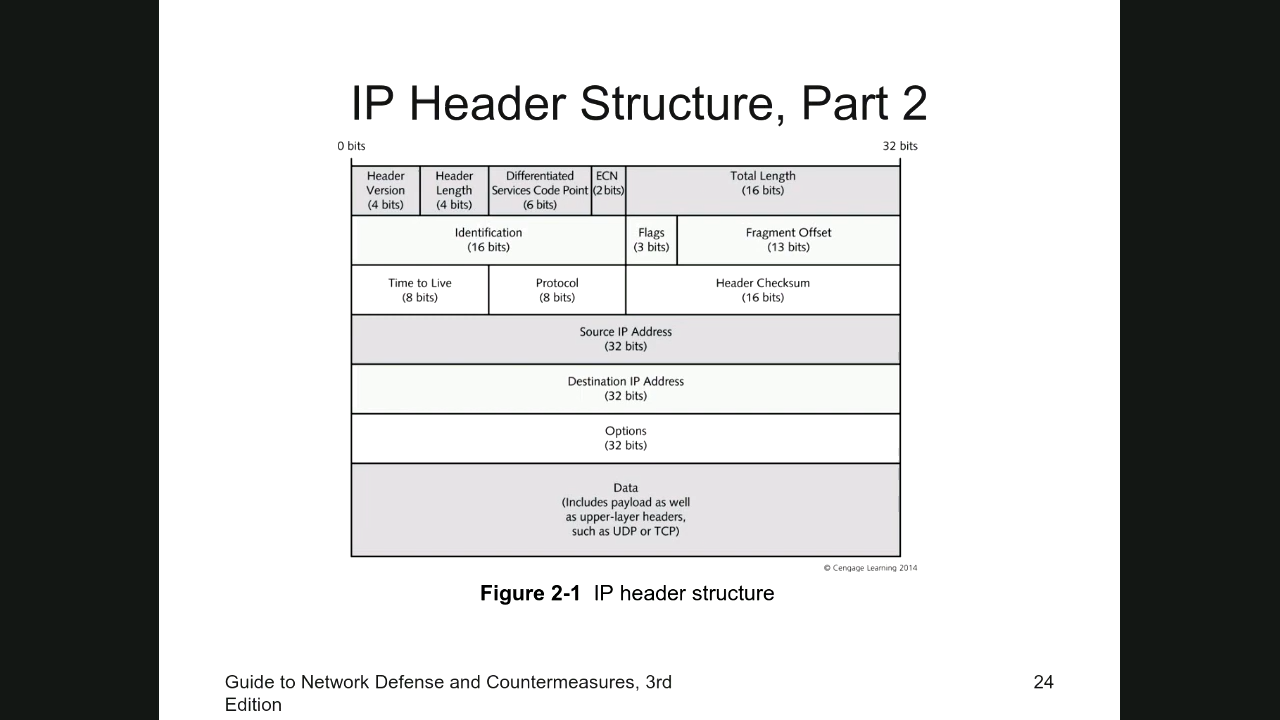 IP Header Structure, Part 2
0 bits
32 bits
Header
Version
(4 bits)
Header
Length
(4 bits)
Differentiated
Services Code Point
(6 bits)
ECN
(2 bits)
Total Length
(16 bits)
Identification
(16 bits)
Flags
(3 bits)
Fragment Offset
(13 bits)
Time to Live
(8 bits)
Protocol
(8 bits)
Header Checksum
(16 bits)
Source IP Address
(32 bits)
Destination IP Address
(32 bits)
Options
(32 bits)
Data
(Includes payload as well
as upper-layer headers,
such as UDP or TCP)
© Cengage Learning 2014
Figure 2-1 IP header structure
Guide to Network Defense and Countermeasures, 3rd
Edition
24